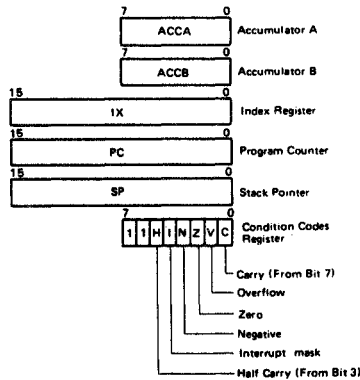 7 0
ACCA Accumulator A
7 0
ACCB Accumulator B
15 0
IX Index Register
15 0
PC Program Counter
15 0
SP Stack Pointer
7 0
1 1 H I N Z V C Condition Codes
Register
Carry (From Bit 7)
Overflow
Zero
Negative
Interrupt mask
Half Carry (From Bit 3)